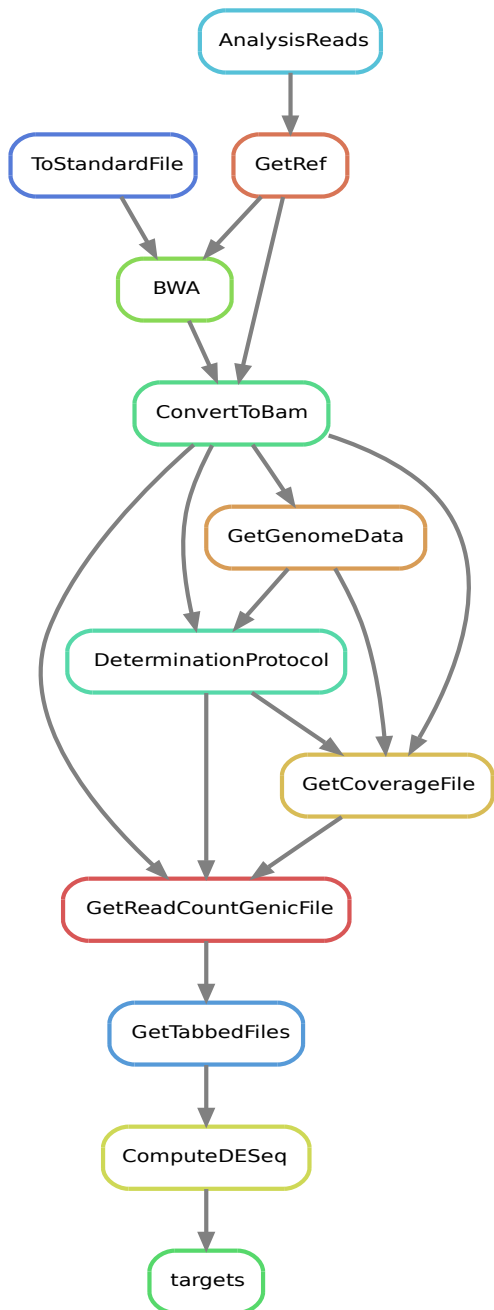 AnalysisReads
ToStandardFile
GetRef
BWA
ConvertToBam
GetGenomeData
DeterminationProtocol
GetCoverageFile
GetReadCountGenicFile
GetTabbedFiles
ComputeDESeq
targets